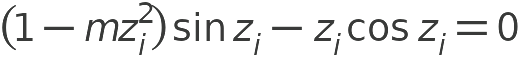 (1 − mz_i^2) sin z_i − z_i cos z_i = 0